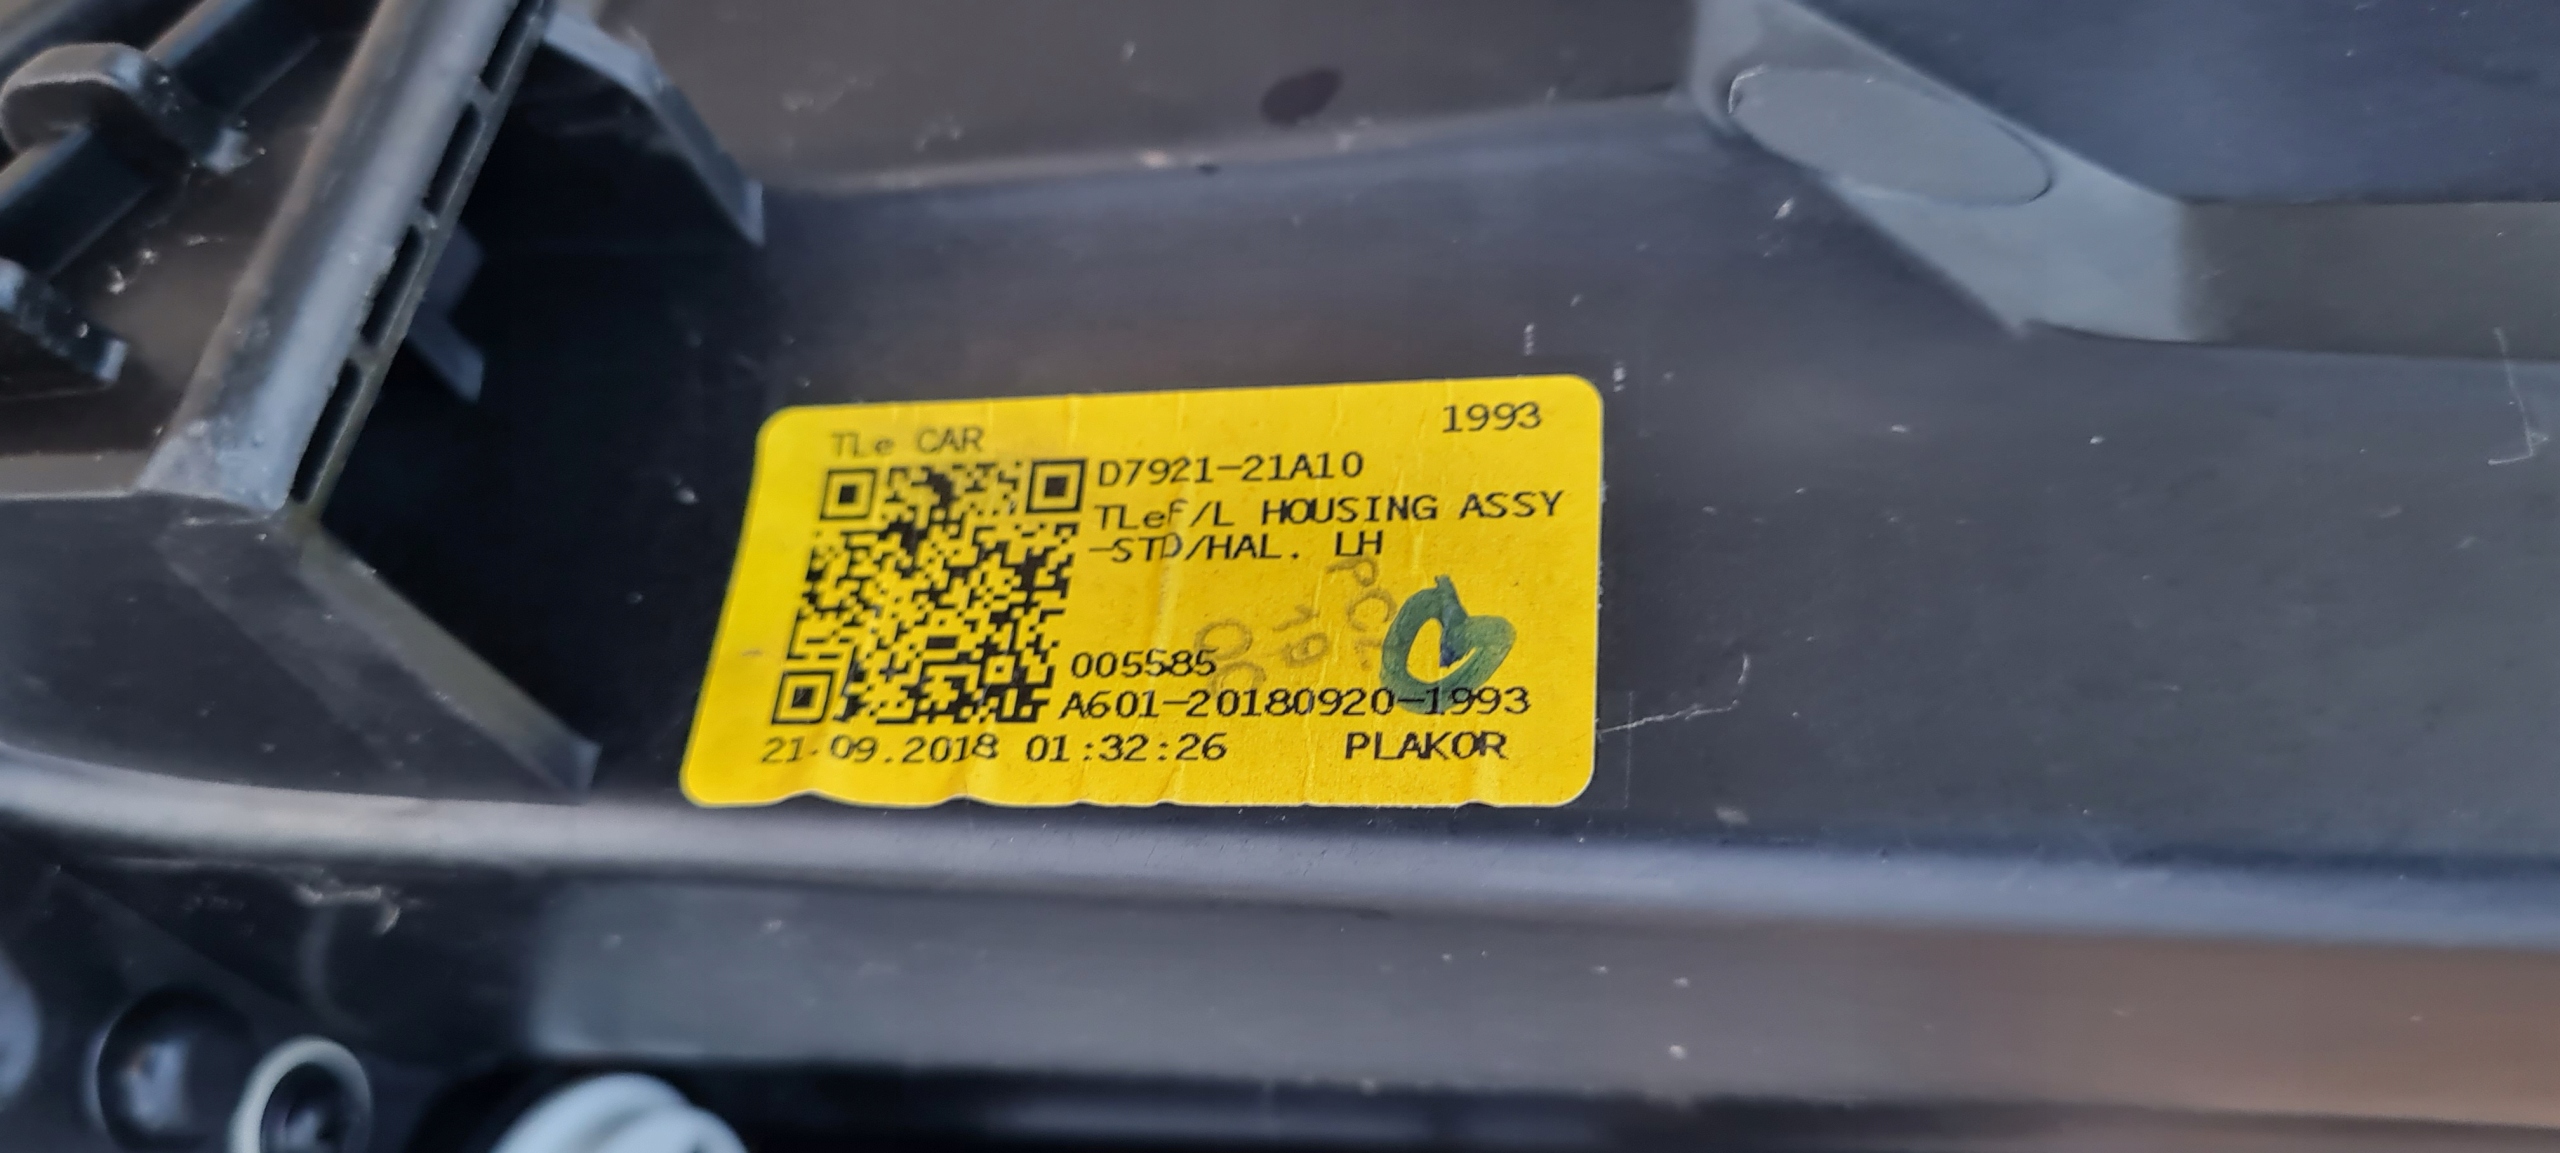 1993
TLe CAR
D7921-21A10
TLeF/L HOUSING ASSY
-STD/HAL. LH
005585
A601-20180920-1993
21.09.2018 01:32:26 PLAKOR